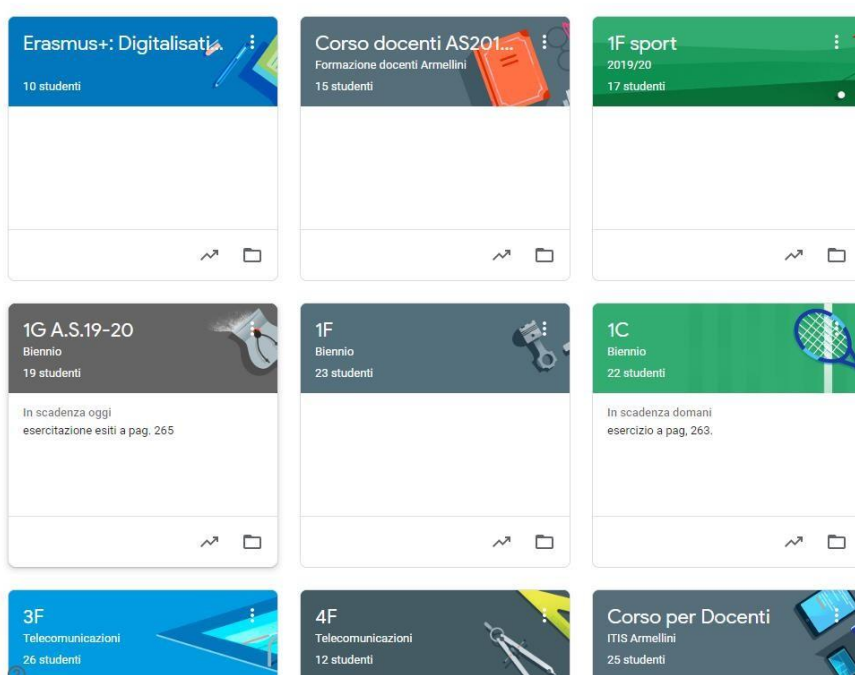 Erasmus+: Digitalisati...
10 studenti
Corso docenti AS201...
Formazione docenti Armellini
15 studenti
1F sport
2019/20
17 studenti
1G A.S.19-20
Biennio
19 studenti
In scadenza oggi
esercitazione esiti a pag. 265
1F
Biennio
23 studenti
1C
Biennio
22 studenti
In scadenza domani
esercizio a pag, 263.
3F
Telecomunicazioni
26 studenti
4F
Telecomunicazioni
12 studenti
Corso per Docenti
ITIS Armellini
25 studenti